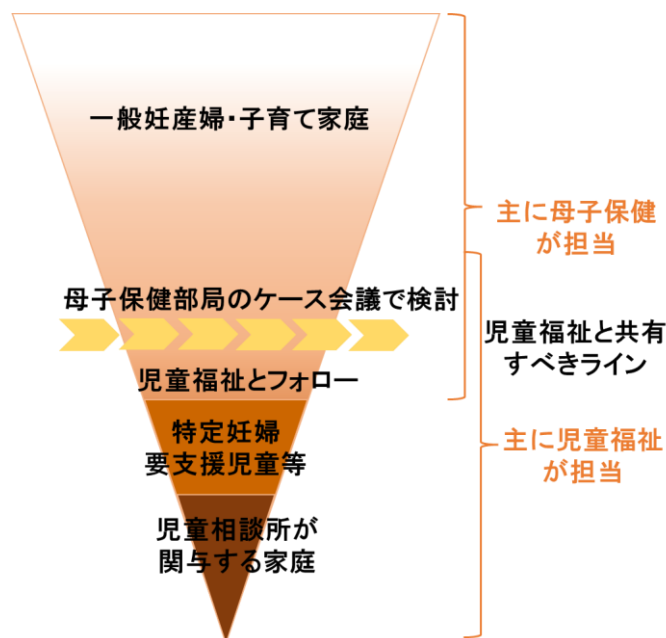 一般妊産婦・子育て家庭
主に母子保健
が担当
母子保健部局のケース会議で検討
児童福祉と共有
すべきライン
児童福祉とフォロー
特定妊婦
要支援児童等
主に児童福祉
が担当
児童相談所が
関与する家庭